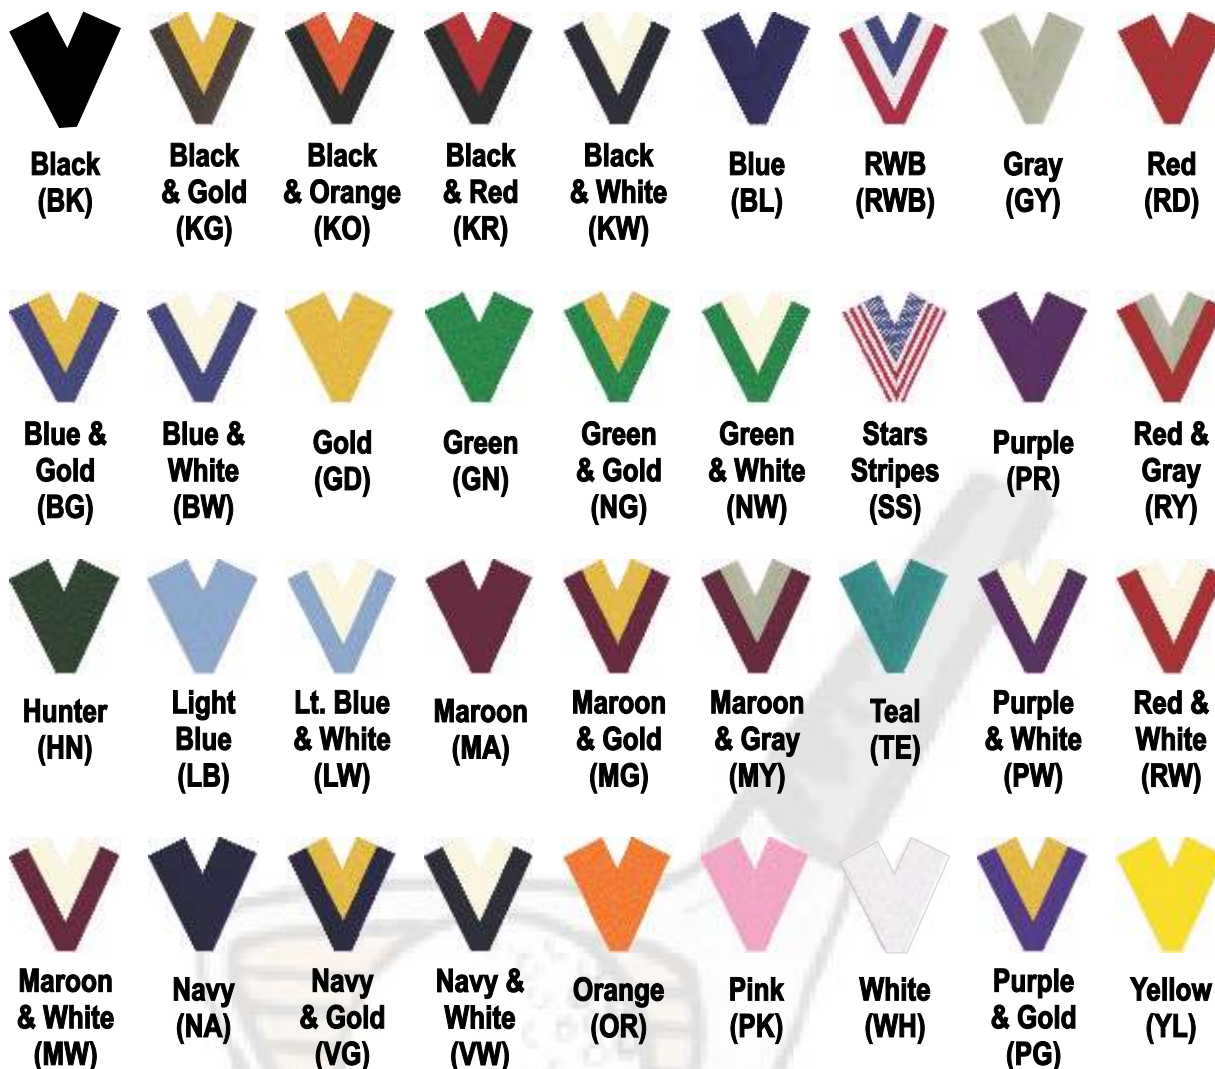 Black
(BK)
Black
& Gold
(KG)
Black
& Orange
(KO)
Black
& Red
(KR)
Black
& White
(KW)
Blue
(BL)
RWB
(RWB)
Gray
(GY)
Red
(RD)
Blue &
Gold
(BG)
Blue &
White
(BW)
Gold
(GD)
Green
(GN)
Green
& Gold
(NG)
Green
& White
(NW)
Stars
Stripes
(SS)
Purple
(PR)
Red &
Gray
(RY)
Hunter
(HN)
Light
Blue
(LB)
Lt. Blue
& White
(LW)
Maroon
(MA)
Maroon
& Gold
(MG)
Maroon
& Gray
(MY)
Teal
(TE)
Purple
& White
(PW)
Red &
White
(RW)
Maroon
& White
(MW)
Navy
(NA)
Navy
& Gold
(VG)
Navy &
White
(VW)
Orange
(OR)
Pink
(PK)
White
(WH)
Purple
& Gold
(PG)
Yellow
(YL)